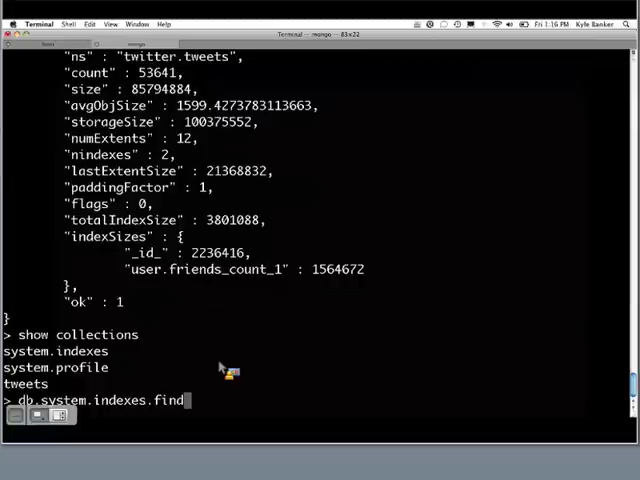 Terminal Shell Edit View Window Help Fri 1:16 PM Kyle Banker
Terminal — mongo — 83×22
mongo
"ns" : "twitter.tweets",
"count" : 53641,
"size" : 85794884,
"avgObjSize" : 1599.4273783113663,
"storageSize" : 100375552,
"numExtents" : 12,
"nindexes" : 2,
"lastExtentSize" : 21368832,
"paddingFactor" : 1,
"flags" : 0,
"totalIndexSize" : 3801088,
"indexSizes" : {
"_id_" : 2236416,
"user.friends_count_1" : 1564672
},
"ok" : 1
}
> show collections
system.indexes
system.profile
tweets
> db.system.indexes.find